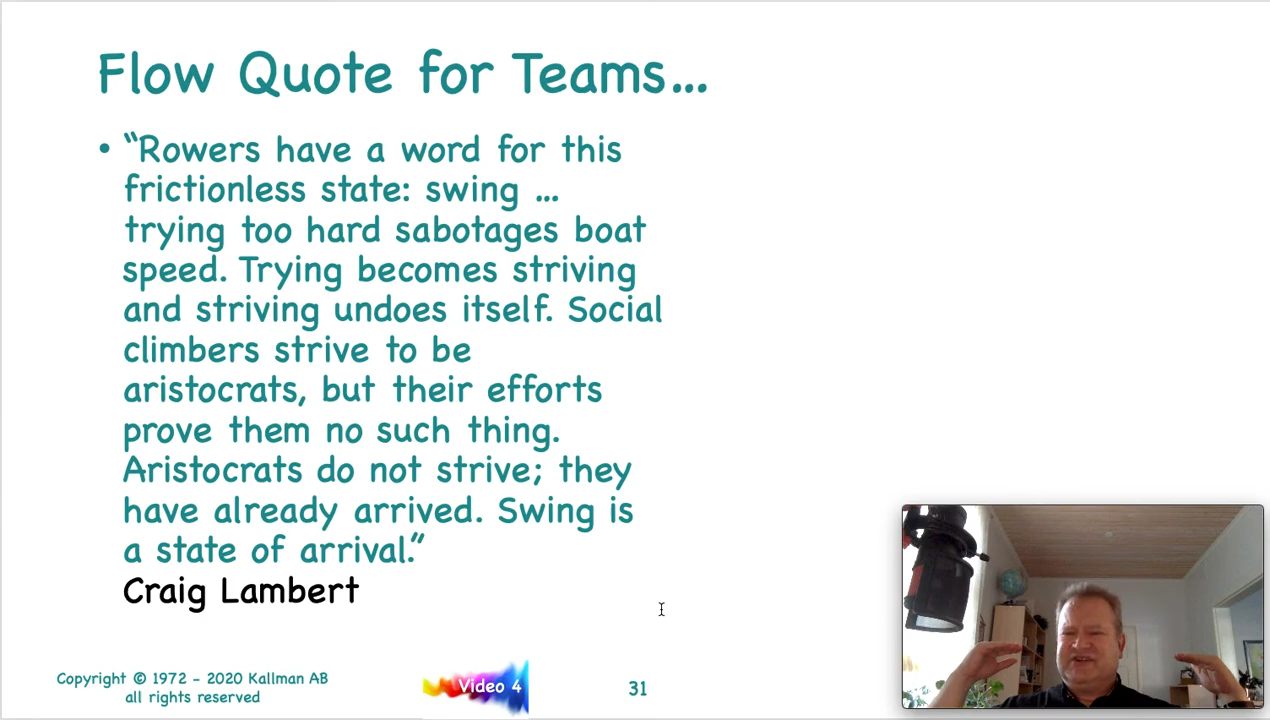 Flow Quote for Teams...
• “Rowers have a word for this
frictionless state: swing ...
trying too hard sabotages boat
speed. Trying becomes striving
and striving undoes itself. Social
climbers strive to be
aristocrats, but their efforts
prove them no such thing.
Aristocrats do not strive; they
have already arrived. Swing is
a state of arrival.”
Craig Lambert
Copyright © 1972 - 2020 Kallman AB
all rights reserved
Video 4
31